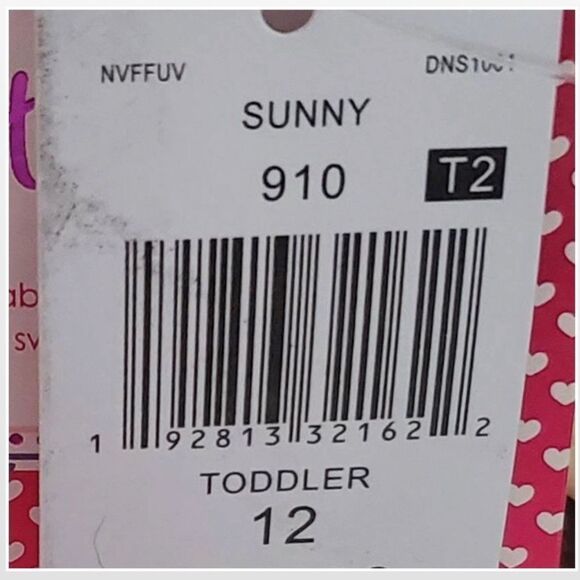 NVFFUV
SUNNY
910
T2
1 92813 32162 2
TODDLER
12